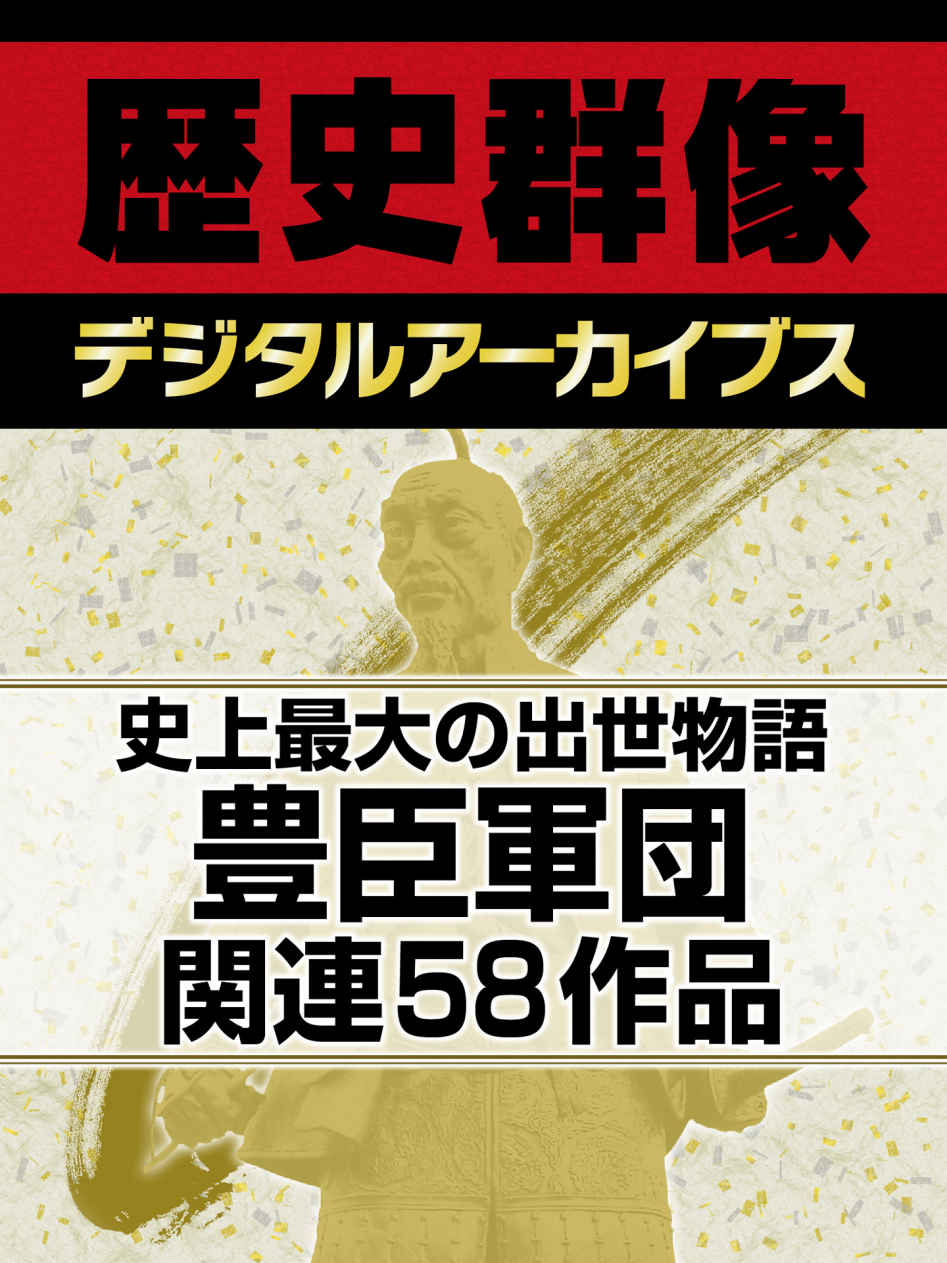 歴史群像
デジタルアーカイブス
史上最大の出世物語
豊臣軍団
関連58作品